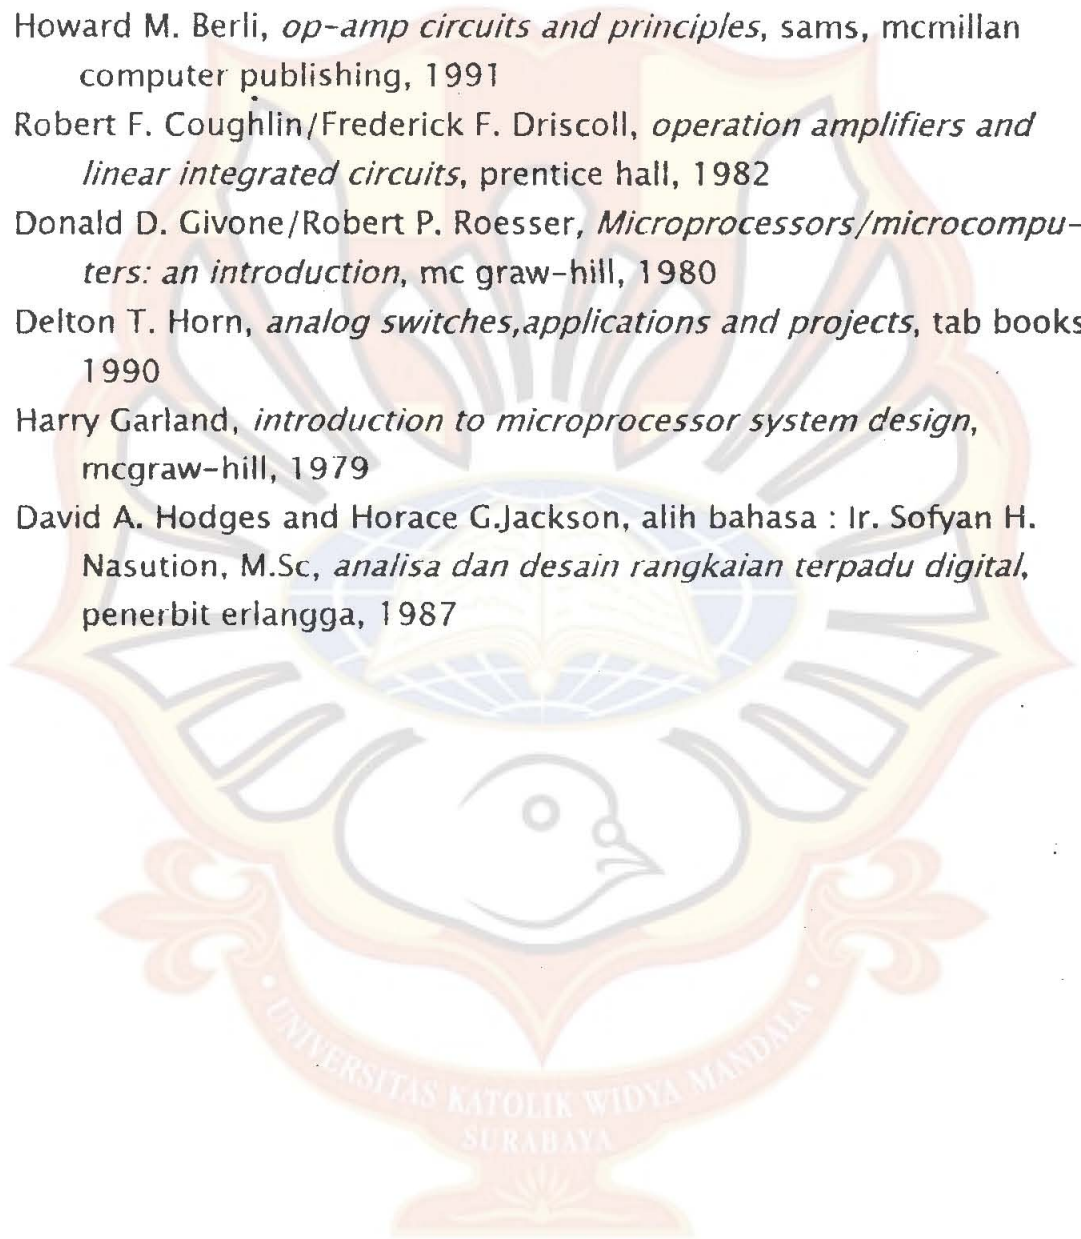 Howard M. Berli, op-amp circuits and principles, sams, mcmillan
computer publishing, 1991
Robert F. Coughlin/Frederick F. Driscoll, operation amplifiers and
linear integrated circuits, prentice hall, 1982
Donald D. Givone/Robert P. Roesser, Microprocessors/microcompu-
ters: an introduction, mc graw-hill, 1980
Delton T. Horn, analog switches,applications and projects, tab books
1990
Harry Garland, introduction to microprocessor system design,
mcgraw-hill, 1979
David A. Hodges and Horace G.Jackson, alih bahasa : Ir. Sofyan H.
Nasution, M.Sc, analisa dan desain rangkaian terpadu digital,
penerbit erlangga, 1987
UNIVERSITAS KATOLIK WIDYA MANDALA
SURABAYA